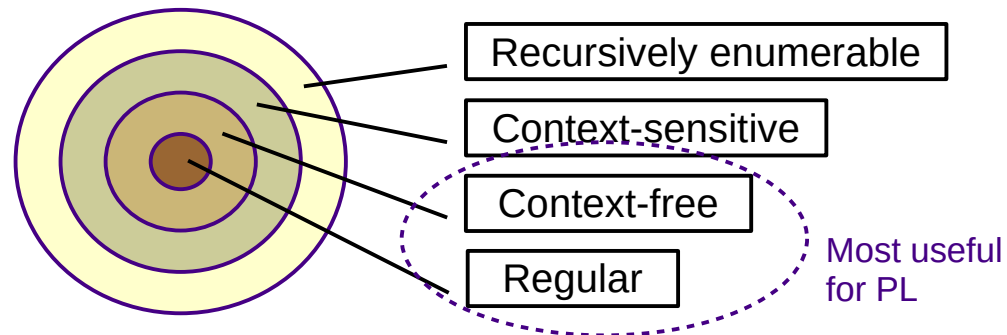 Recursively enumerable
Context-sensitive
Context-free
Regular
Most useful
for PL